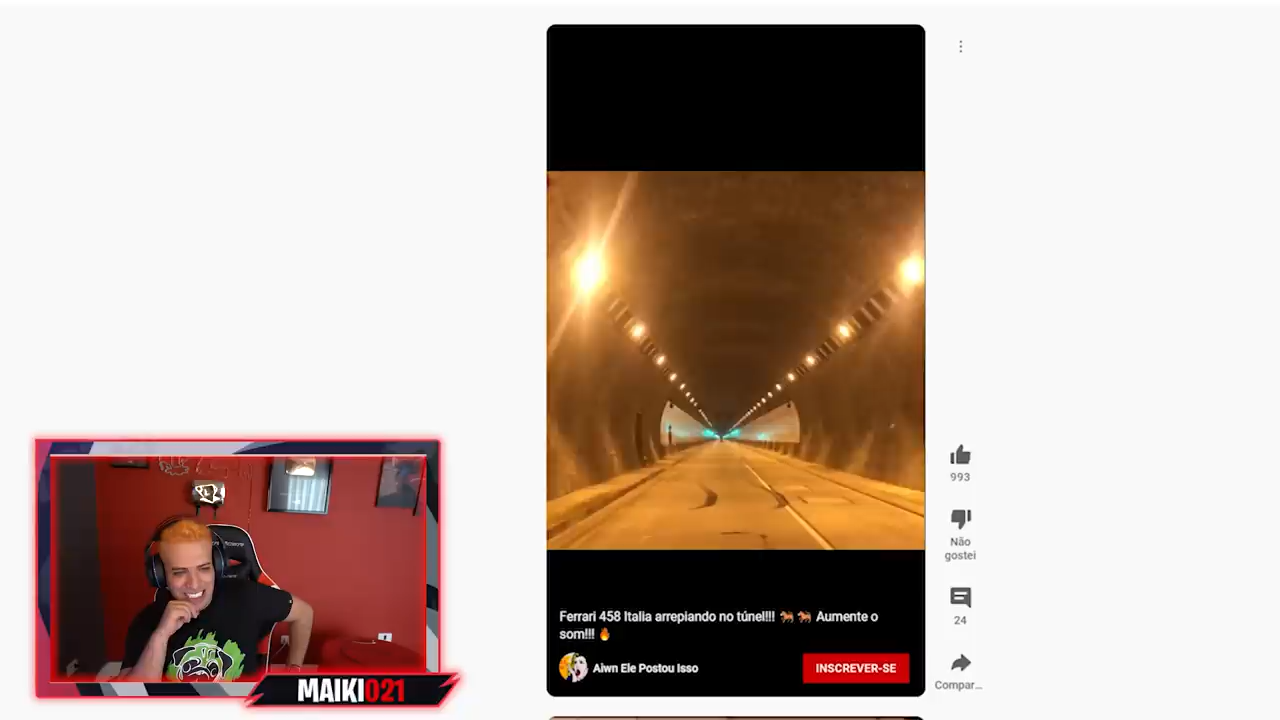 993
Não
gostei
24
Ferrari 458 Italia arrepiando no túnel!!! 🐎 🐎 Aumente o
som!!! 🔥
Aiwn Ele Postou Isso
INSCREVER-SE
Compar...
MAIKI021